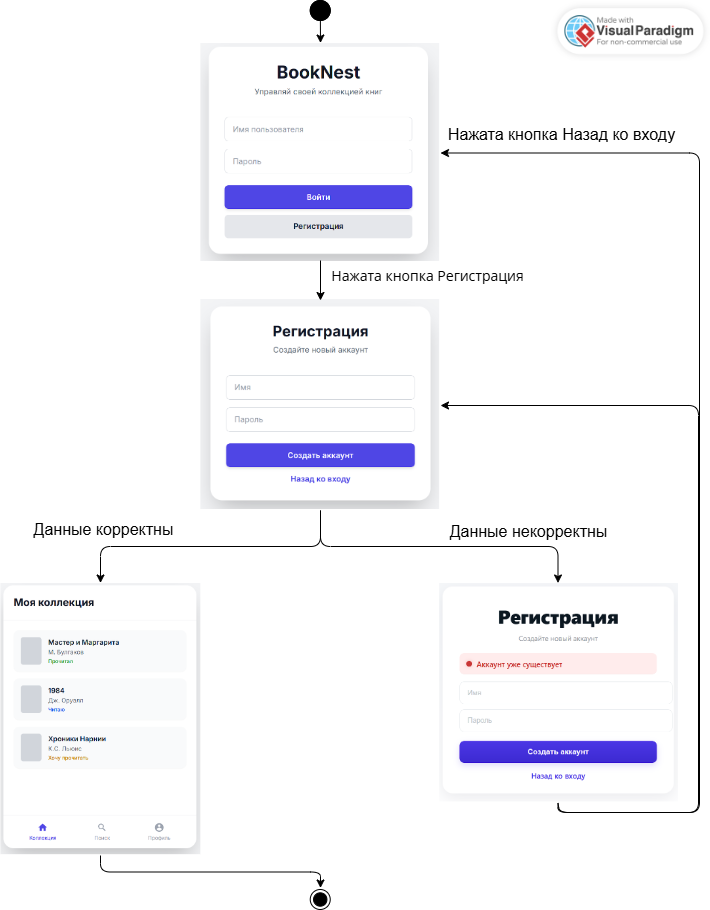 Made with
Visual Paradigm
For non-commercial use
BookNest
Управляй своей коллекцией книг
Имя пользователя
Пароль
Войти
Регистрация
Нажата кнопка Назад ко входу
Нажата кнопка Регистрация
Регистрация
Создайте новый аккаунт
Имя
Пароль
Создать аккаунт
Назад ко входу
Данные корректны
Данные некорректны
Моя коллекция
Мастер и Маргарита
М. Булгаков
Прочитал
1984
Дж. Оруэлл
Читаю
Хроники Нарнии
К.С. Льюис
Хочу прочитать
Коллекция
Поиск
Профиль
Регистрация
Создайте новый аккаунт
Аккаунт уже существует
Имя
Пароль
Создать аккаунт
Назад ко входу